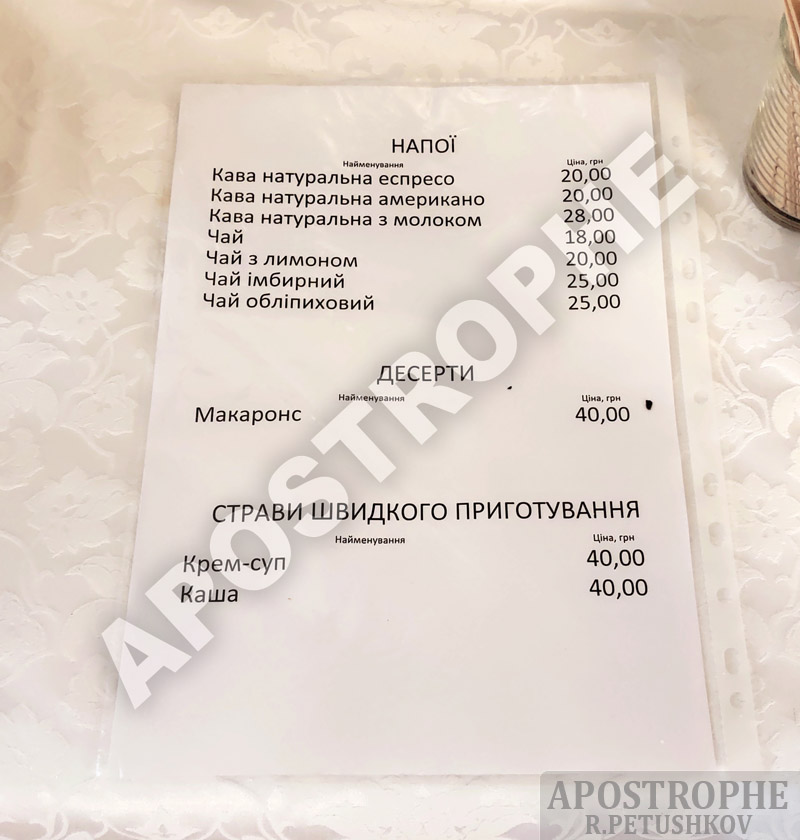 НАПОЇ
Найменування Ціна, грн
Кава натуральна еспресо 20,00
Кава натуральна американо 20,00
Кава натуральна з молоком 28,00
Чай 18,00
Чай з лимоном 20,00
Чай імбирний 25,00
Чай обліпиховий 25,00
ДЕСЕРТИ
Найменування Ціна, грн
Макаронс 40,00
СТРАВИ ШВИДКОГО ПРИГОТУВАННЯ
Найменування Ціна, грн
Крем-суп 40,00
Каша 40,00
APOSTROPHE
APOSTROPHE
R.PETUSHKOV